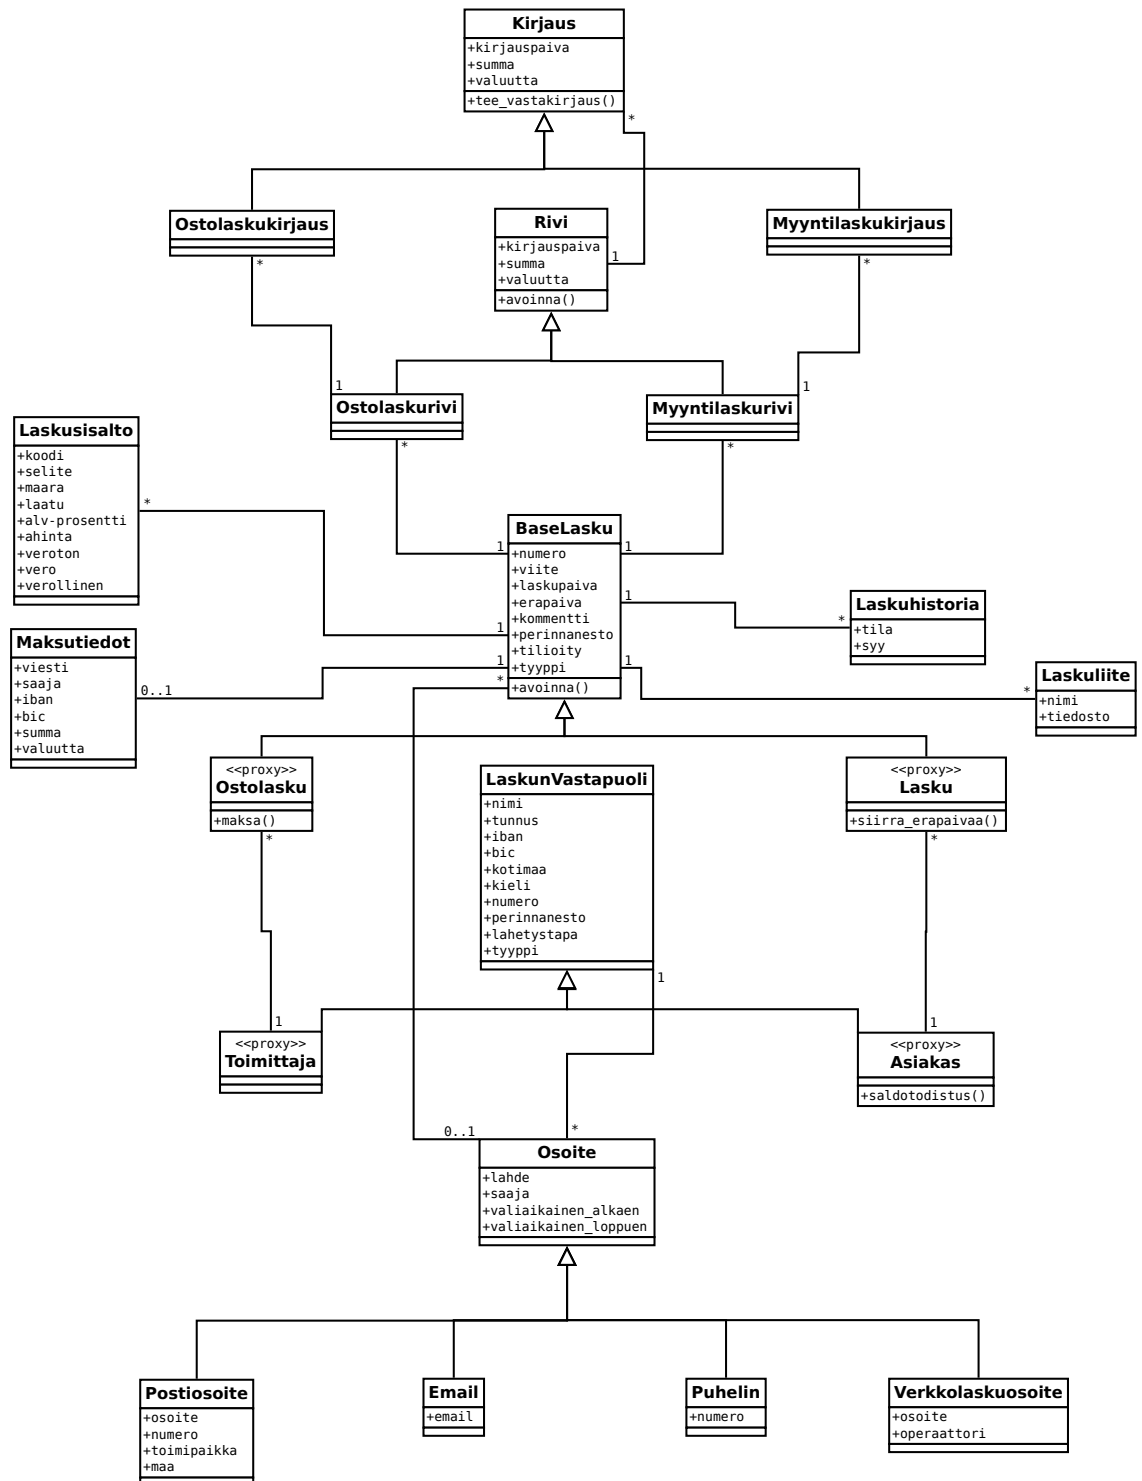 Kirjaus
+kirjauspaiva
+summa
+valuutta
+tee_vastakirjaus()
*
Ostolaskukirjaus
*
Rivi
+kirjauspaiva
+summa
+valuutta
+avoinna()
1
Myyntilaskukirjaus
*
1
Ostolaskurivi
*
1
Myyntilaskurivi
*
Laskusisalto
+koodi
+selite
+maara
+laatu
+alv-prosentti
+ahinta
+veroton
+vero
+verollinen
*
BaseLasku
+numero
+viite
+laskupaiva
+erapaiva
+kommentti
+perinnanesto
+tilioity
+tyyppi
+avoinna()
1
1
1
*
1
1
1
Laskuhistoria
+tila
+syy
*
Maksutiedot
+viesti
+saaja
+iban
+bic
+summa
+valuutta
0..1
Laskuliite
+nimi
+tiedosto
*
<<proxy>>
Ostolasku
+maksa()
*
LaskunVastapuoli
+nimi
+tunnus
+iban
+bic
+kotimaa
+kieli
+numero
+perinnanesto
+lahetystapa
+tyyppi
1
<<proxy>>
Lasku
+siirra_erapaivaa()
*
1
<<proxy>>
Toimittaja
1
<<proxy>>
Asiakas
+saldotodistus()
0..1
*
Osoite
+lahde
+saaja
+valiaikainen_alkaen
+valiaikainen_loppuen
Postiosoite
+osoite
+numero
+toimipaikka
+maa
Email
+email
Puhelin
+numero
Verkkolaskuosoite
+osoite
+operaattori